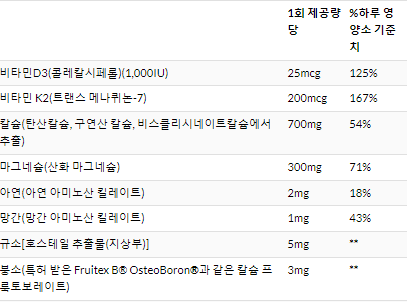 1회 제공량당 %하루 영양소 기준치
비타민D3(콜레칼시페롤)(1,000IU) 25mcg 125%
비타민 K2(트랜스 메나퀴논-7) 200mcg 167%
칼슘(탄산칼슘, 구연산 칼슘, 비스글리시네이트칼슘에서 700mg 54%
추출)
마그네슘(산화 마그네슘) 300mg 71%
아연(아연 아미노산 킬레이트) 2mg 18%
망간(망간 아미노산 킬레이트) 1mg 43%
규소[호스테일 추출물(지상부)] 5mg **
붕소(특허 받은 Fruitex B® OsteoBoron®과 같은 칼슘 프 3mg **
룩토보레이트)